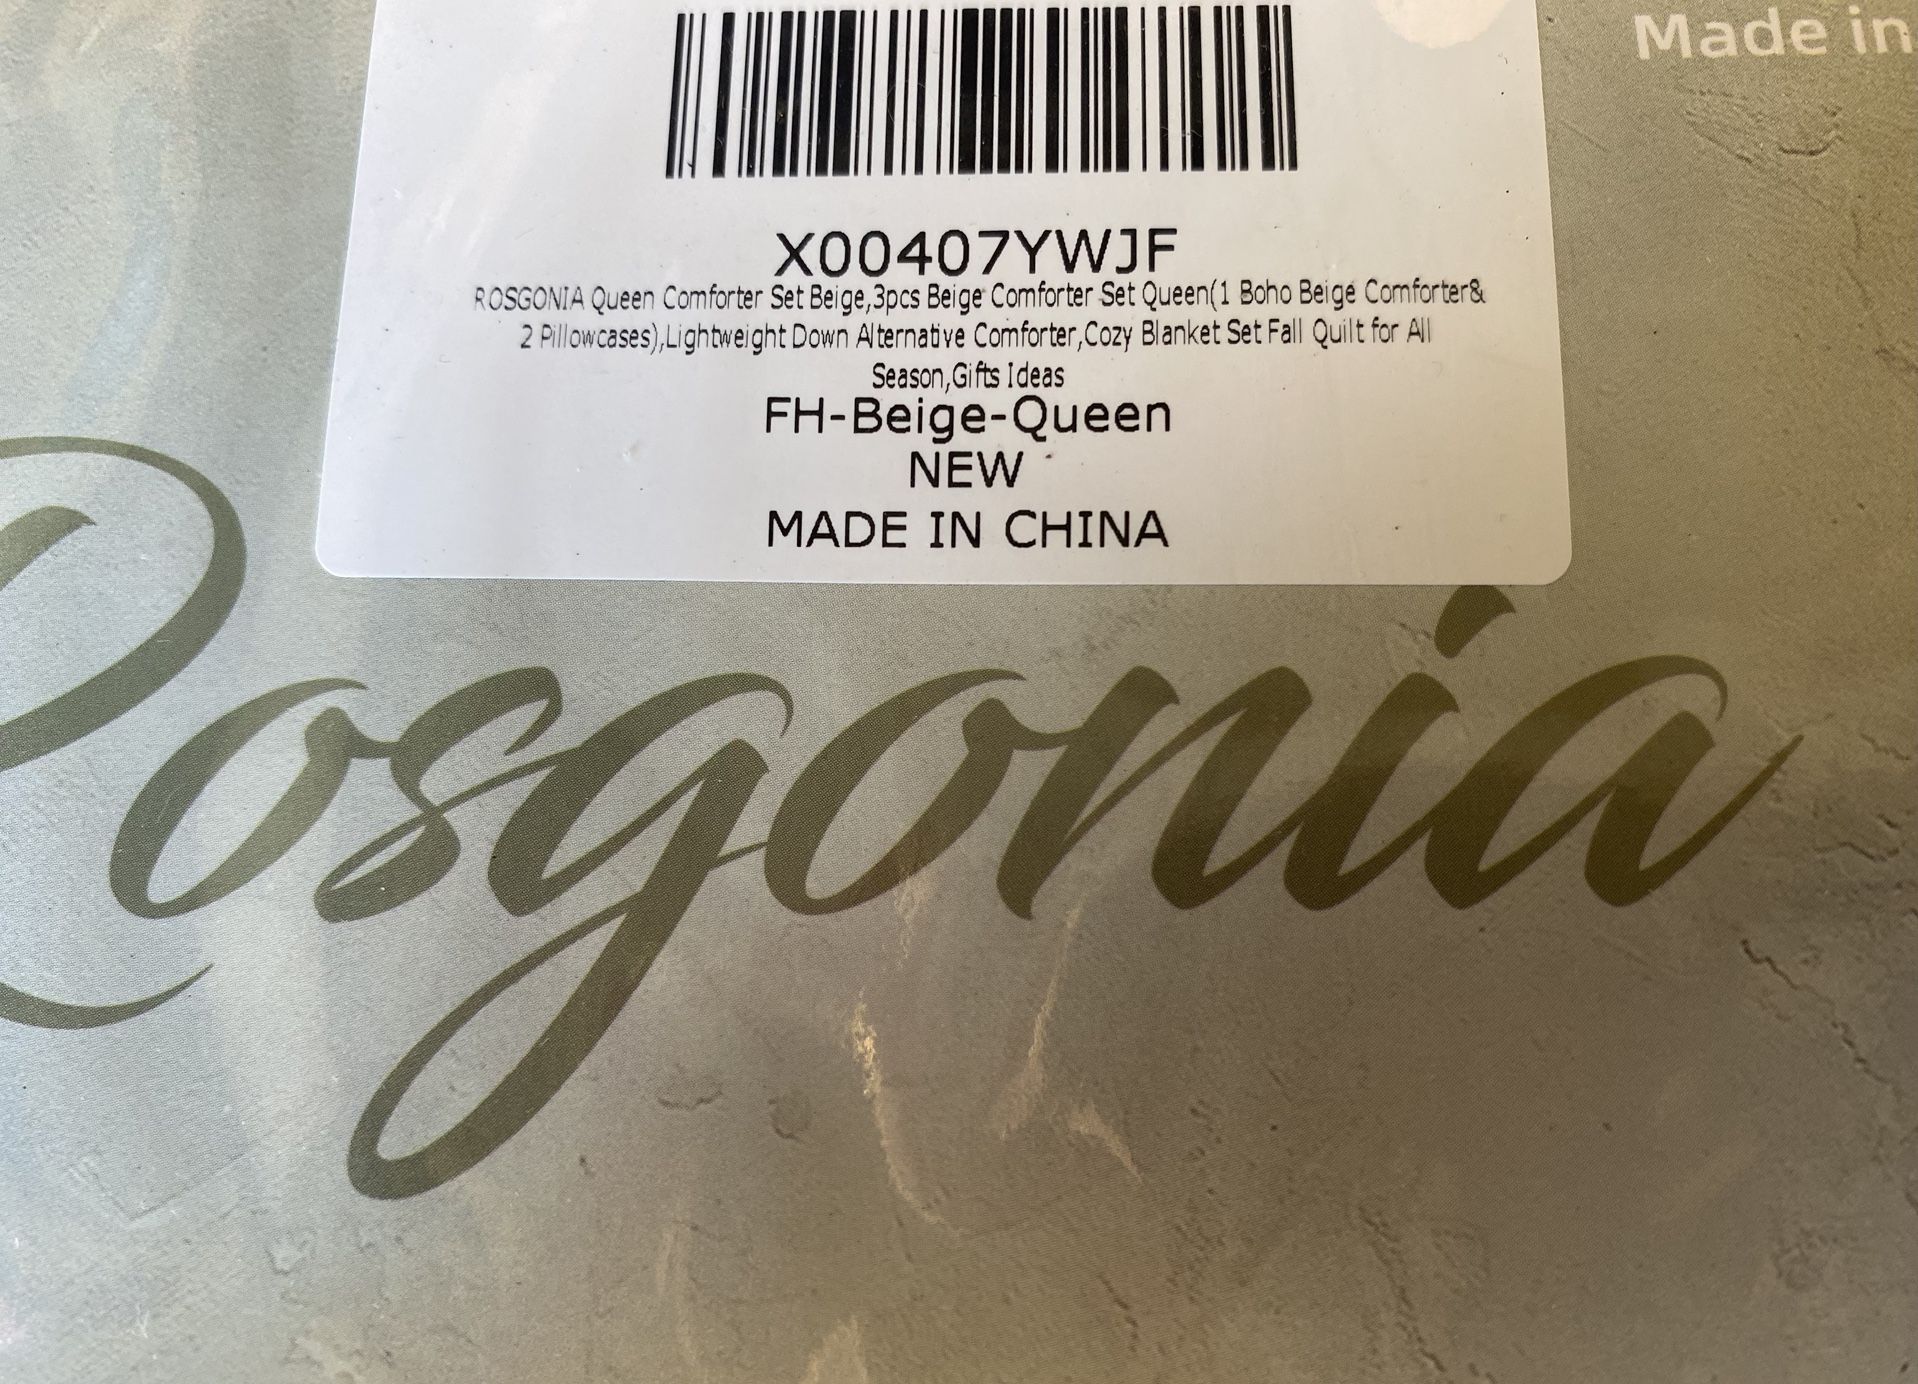 Made in
X00407YWJF
ROSGONIA Queen Comforter Set Beige,3pcs Beige Comforter Set Queen(1 Boho Beige Comforter&
2 Pillowcases),Lightweight Down Alternative Comforter,Cozy Blanket Set Fall Quilt for All
Season,Gifts Ideas
FH-Beige-Queen
NEW
MADE IN CHINA
Rosgonia